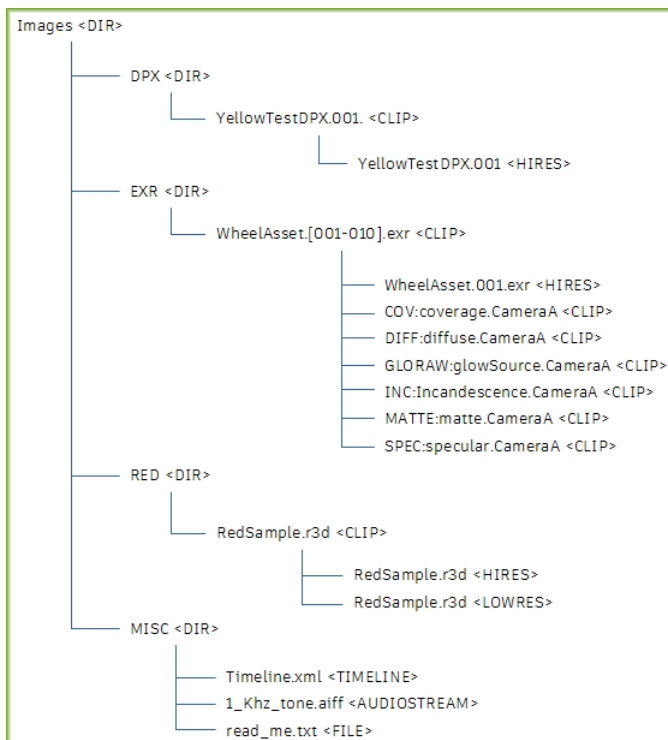 Images <DIR>
DPX <DIR>
YellowTestDPX.001. <CLIP>
YellowTestDPX.001 <HIRES>
EXR <DIR>
WheelAsset.[001-010].exr <CLIP>
WheelAsset.001.exr <HIRES>
COV:coverage.CameraA <CLIP>
DIFF:diffuse.CameraA <CLIP>
GLORAW:glowSource.CameraA <CLIP>
INC:Incandescence.CameraA <CLIP>
MATTE:matte.CameraA <CLIP>
SPEC:specular.CameraA <CLIP>
RED <DIR>
RedSample.r3d <CLIP>
RedSample.r3d <HIRES>
RedSample.r3d <LOWRES>
MISC <DIR>
Timeline.xml <TIMELINE>
1_Khz_tone.aiff <AUDIOSTREAM>
read_me.txt <FILE>